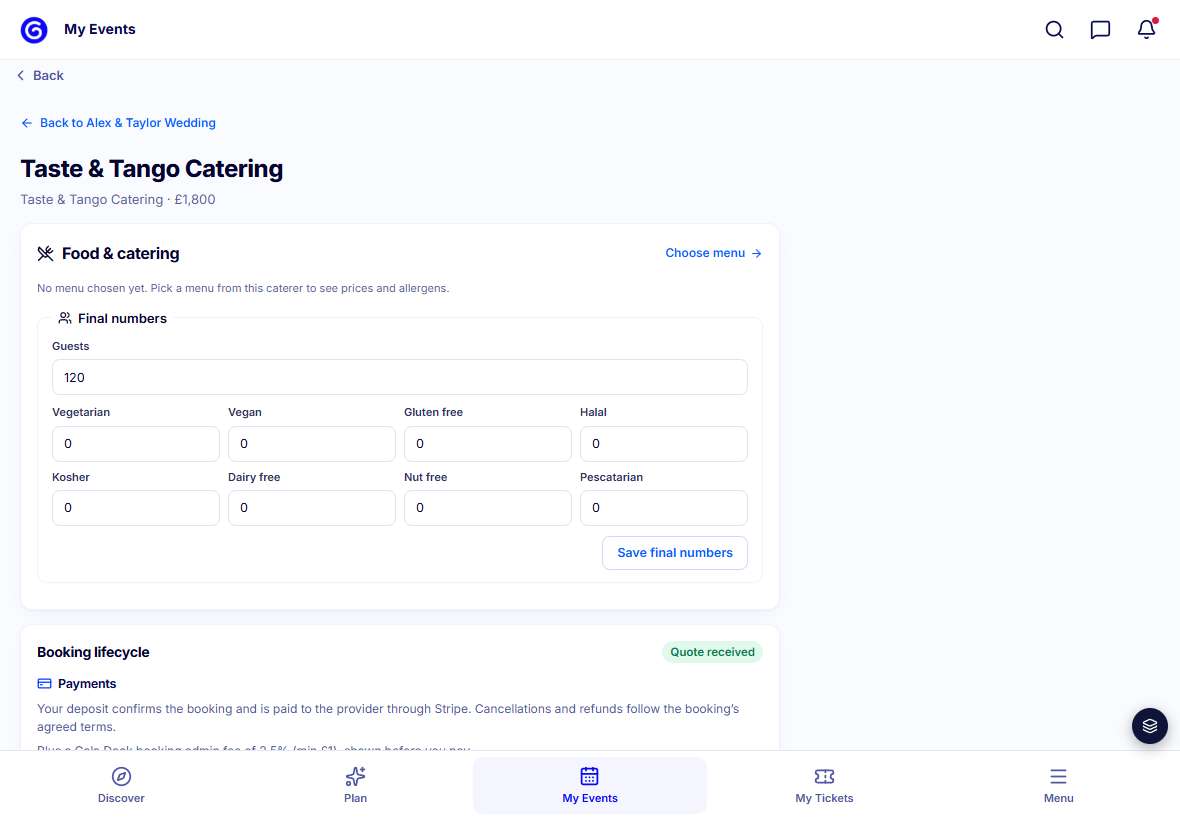 My Events
Back
Back to Alex & Taylor Wedding
Taste & Tango Catering
Taste & Tango Catering · £1,800
Food & catering
Choose menu
No menu chosen yet. Pick a menu from this caterer to see prices and allergens.
Final numbers
Guests
120
Vegetarian Vegan Gluten free Halal
0 0 0 0
Kosher Dairy free Nut free Pescatarian
0 0 0 0
Save final numbers
Booking lifecycle
Quote received
Payments
Your deposit confirms the booking and is paid to the provider through Stripe. Cancellations and refunds follow the booking's
agreed terms.
booking admin fee of
Discover Plan My Events My Tickets Menu